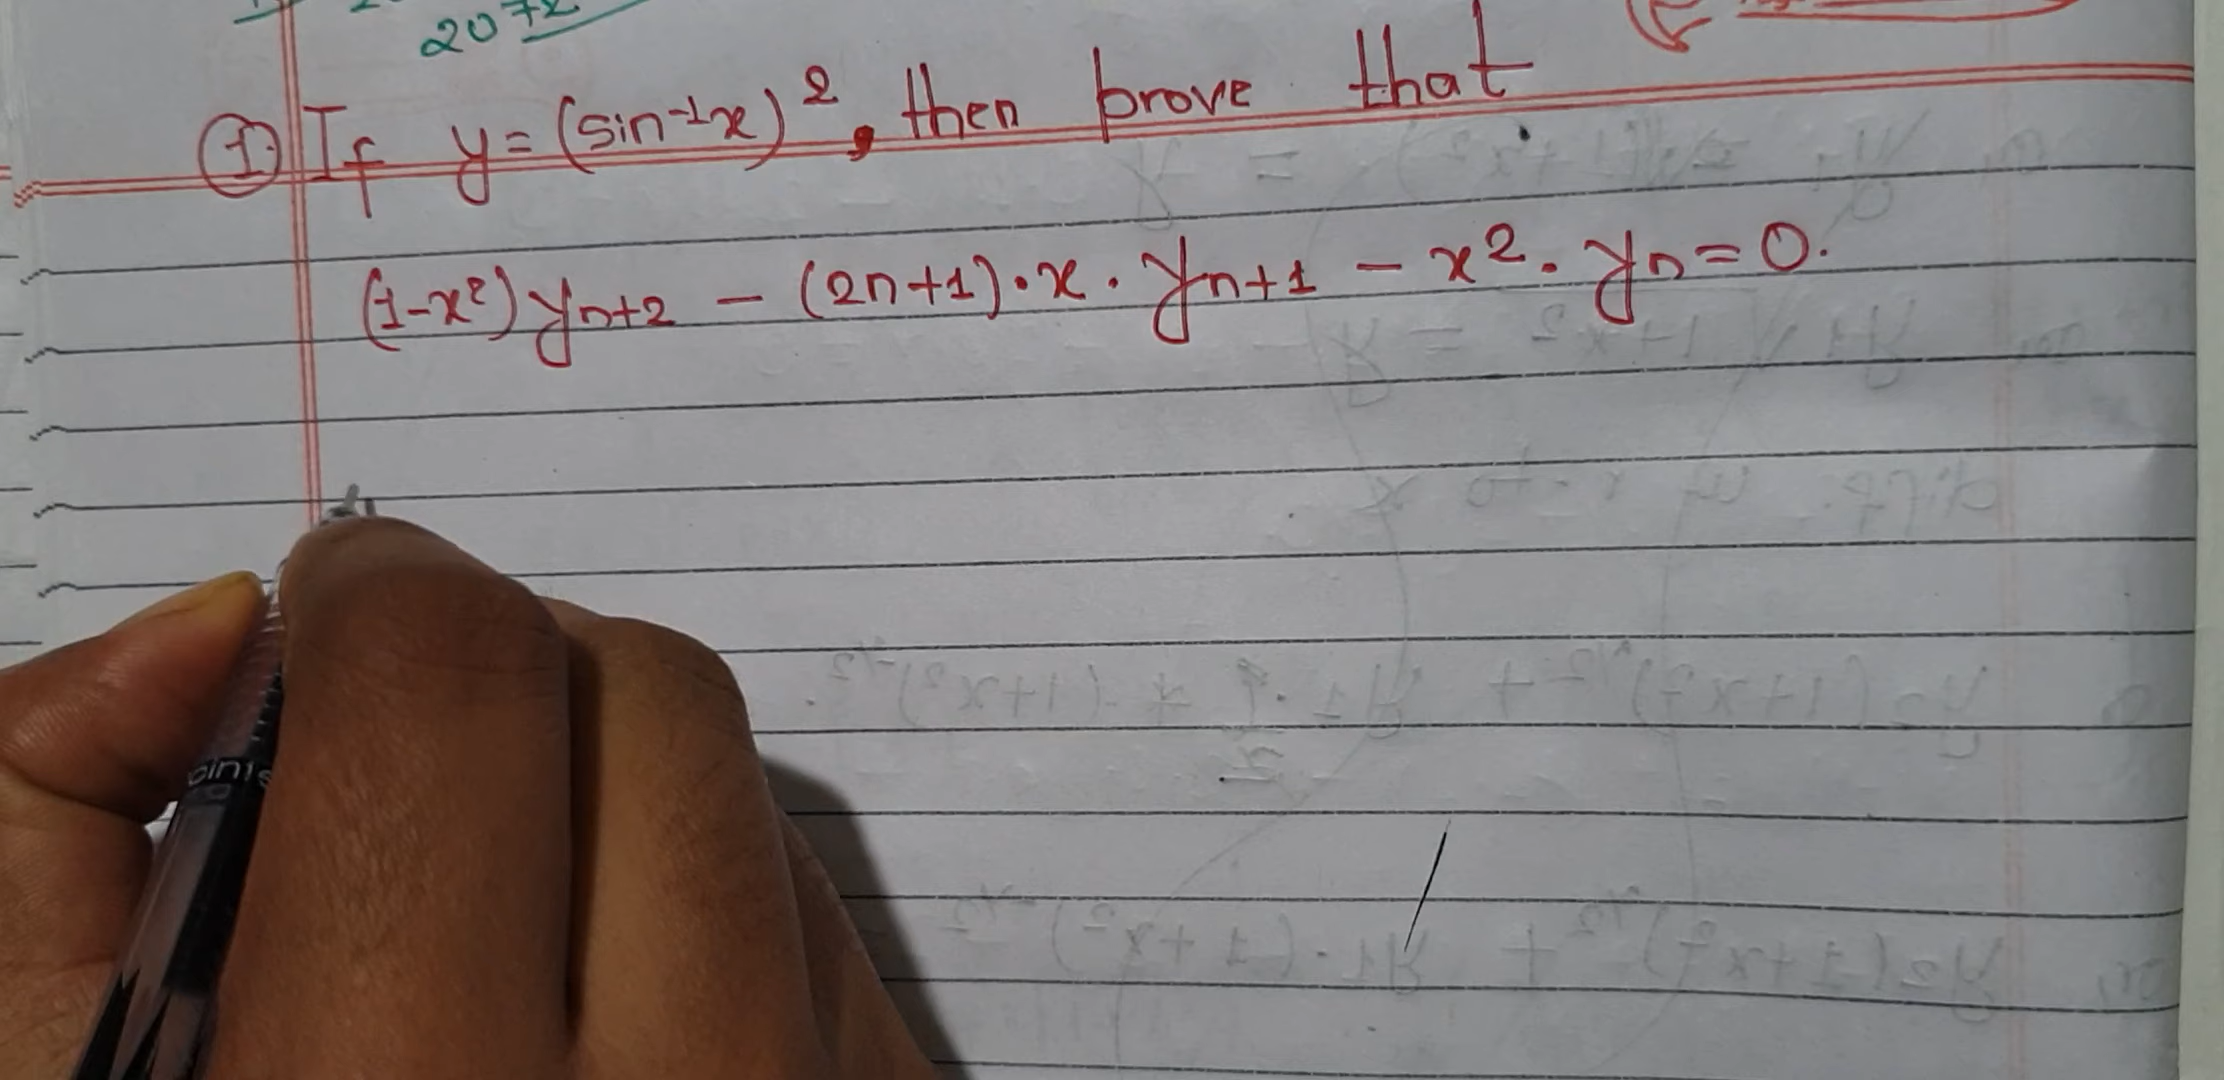 2072
① If y = (sin⁻¹x)², then prove that
(1-x²) yn+2 - (2n+1)·x·yn+1 - x²·yn = 0.